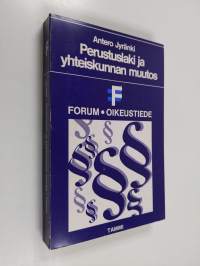 Antero Jyränki
Perustuslaki ja
yhteiskunnan muutos
F
FORUM • OIKEUSTIEDE
§ § § § § § § §
TAMMI